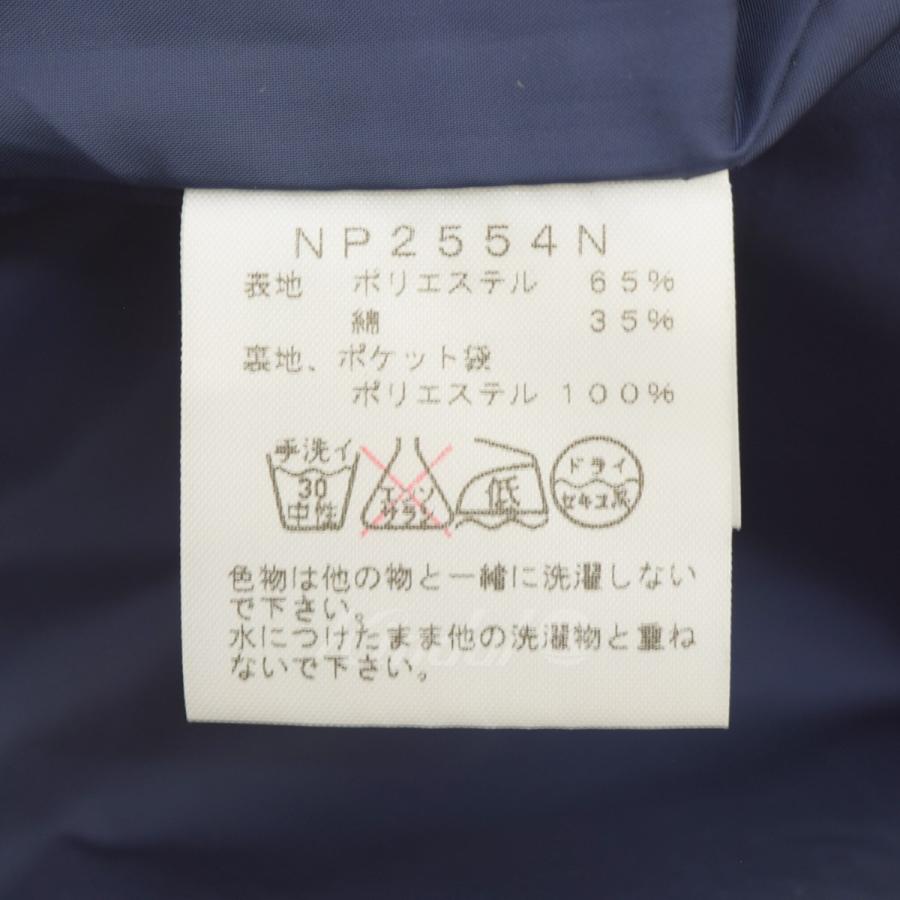 NP2554N
表地 ポリエステル 65%
綿 35%
裏地、ポケット袋
ポリエステル 100%
手洗イ
30
中性
エンソ
サラシ
低
ドライ
セキユ系
色物は他の物と一緒に洗濯しない
で下さい。
水につけたまま他の洗濯物と重ね
ないで下さい。